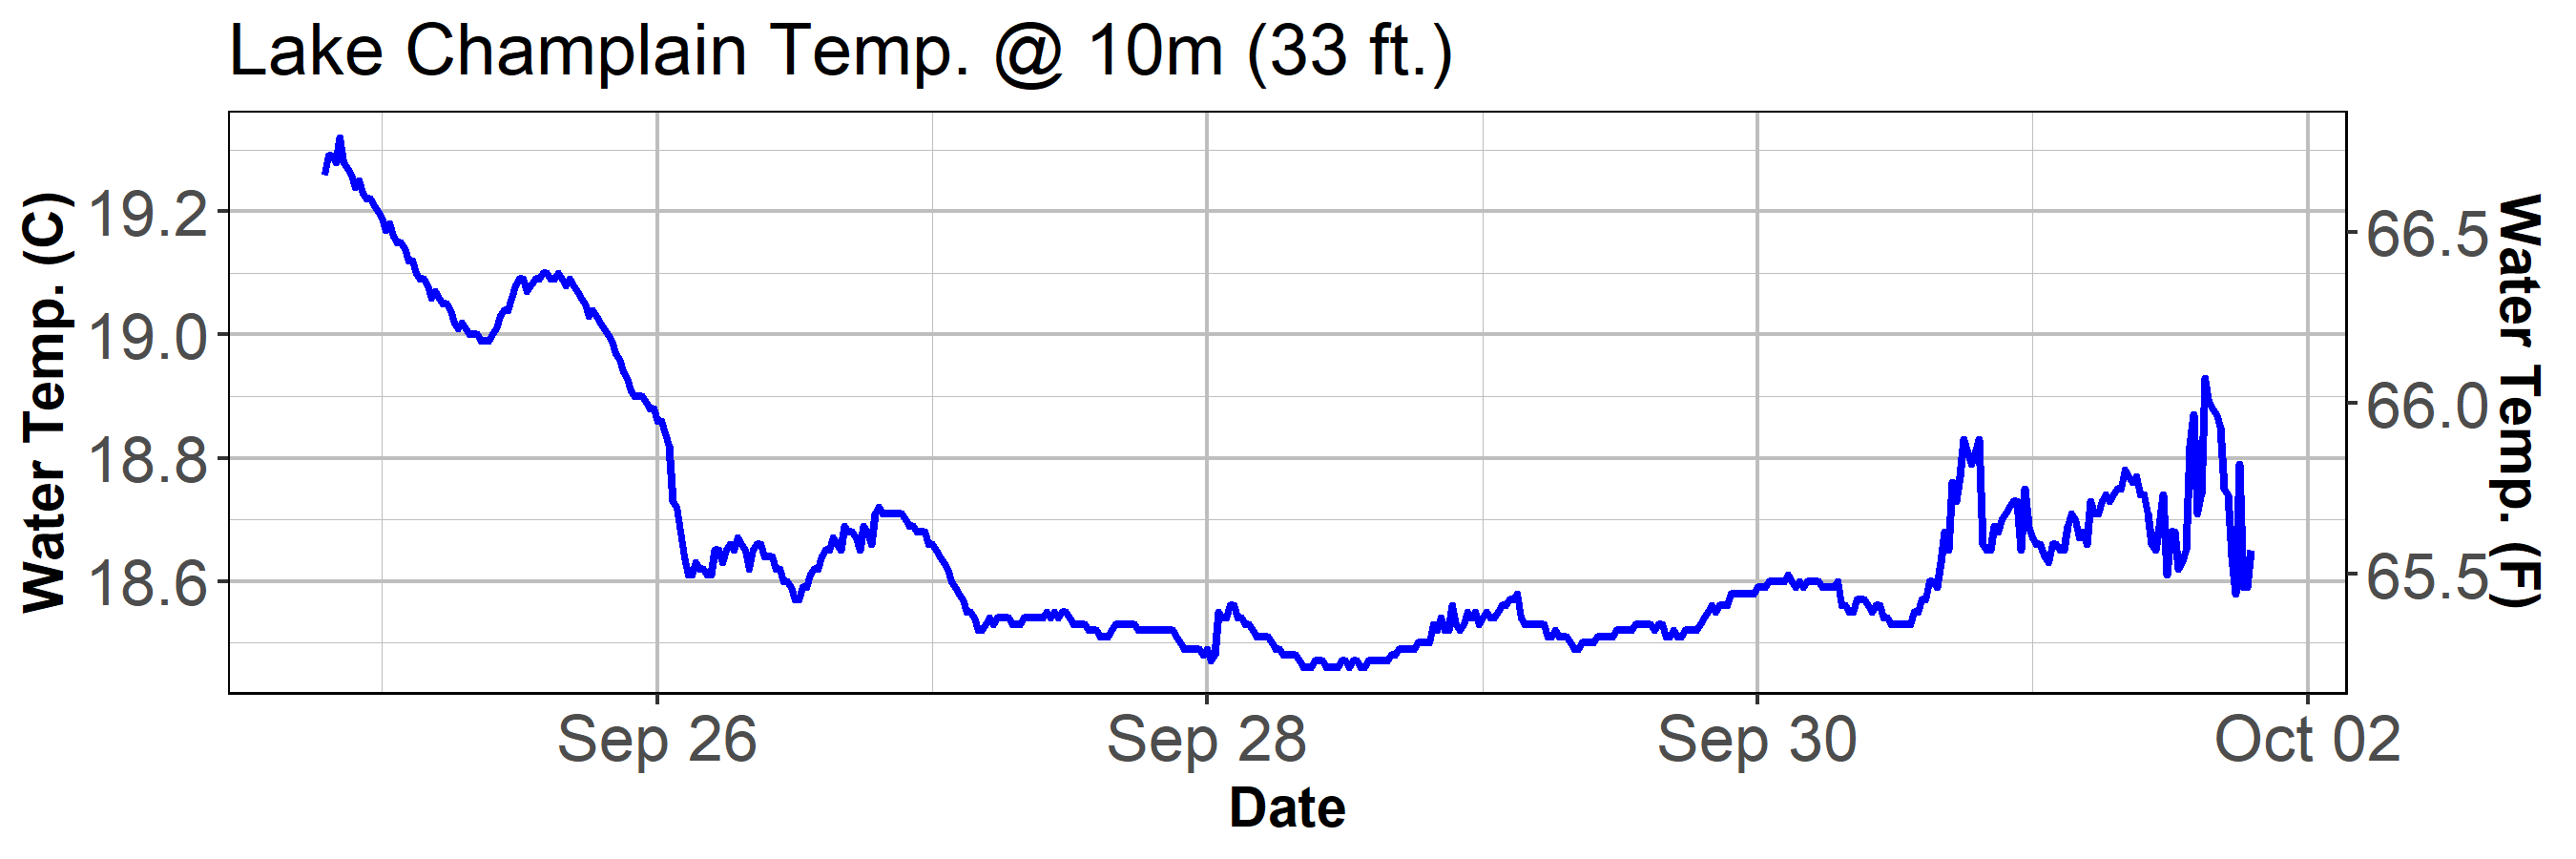 Lake Champlain Temp. @ 10m (33 ft.)
Water Temp. (C)
19.2
19.0
18.8
18.6
66.5
66.0
65.5
Water Temp. (F)
Sep 26
Sep 28
Sep 30
Oct 02
Date